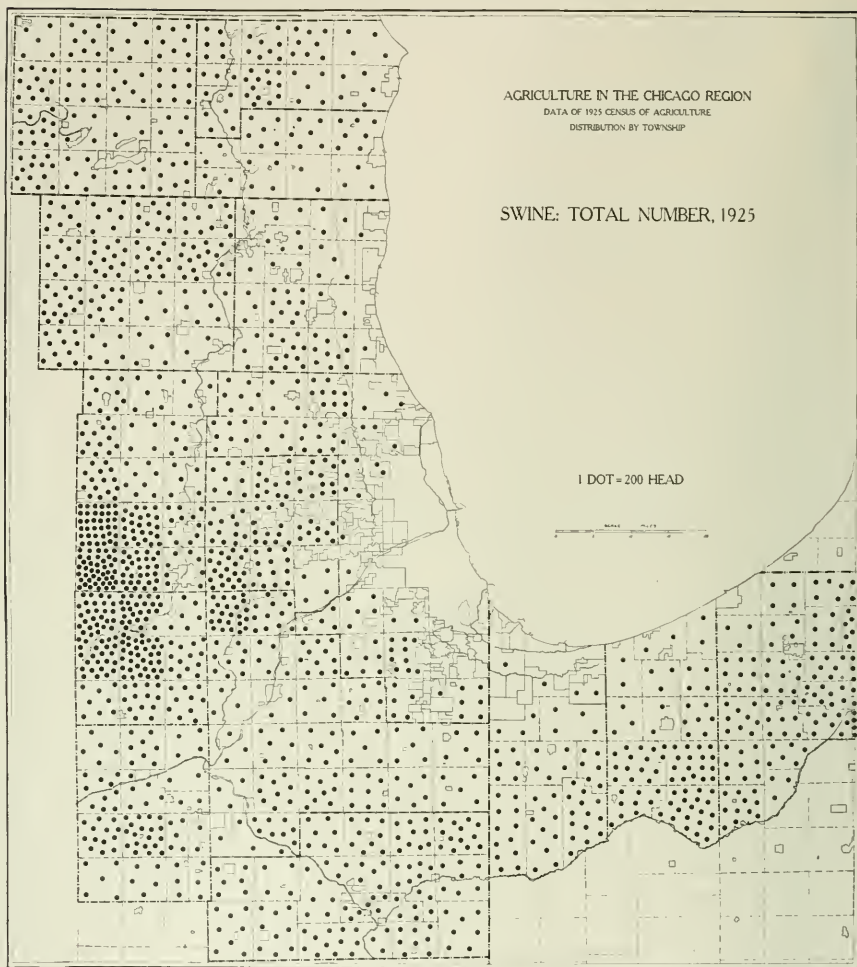 AGRICULTURE IN THE CHICAGO REGION
DATA OF 1925 CENSUS OF AGRICULTURE
DISTRIBUTION BY TOWNSHIP
SWINE: TOTAL NUMBER, 1925
1 DOT = 200 HEAD